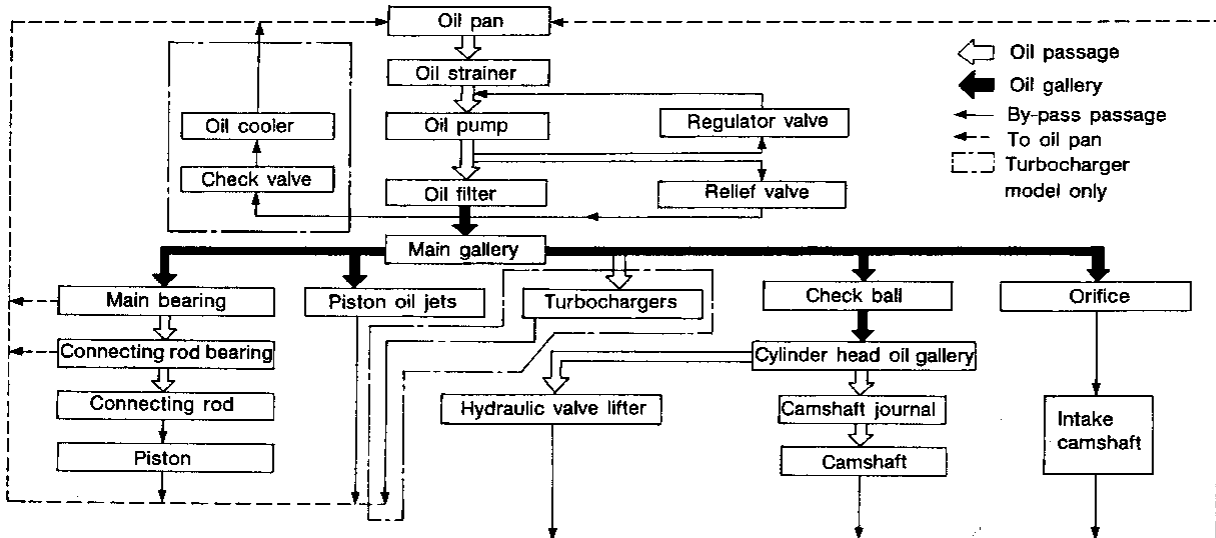 Oil pan
Oil strainer
Oil pump
Oil filter
Oil cooler
Check valve
Regulator valve
Relief valve
Oil passage
Oil gallery
By-pass passage
To oil pan
Turbocharger
model only
Main gallery
Main bearing
Piston oil jets
Turbochargers
Check ball
Orifice
Connecting rod bearing
Cylinder head oil gallery
Connecting rod
Hydraulic valve lifter
Camshaft journal
Intake
camshaft
Piston
Camshaft